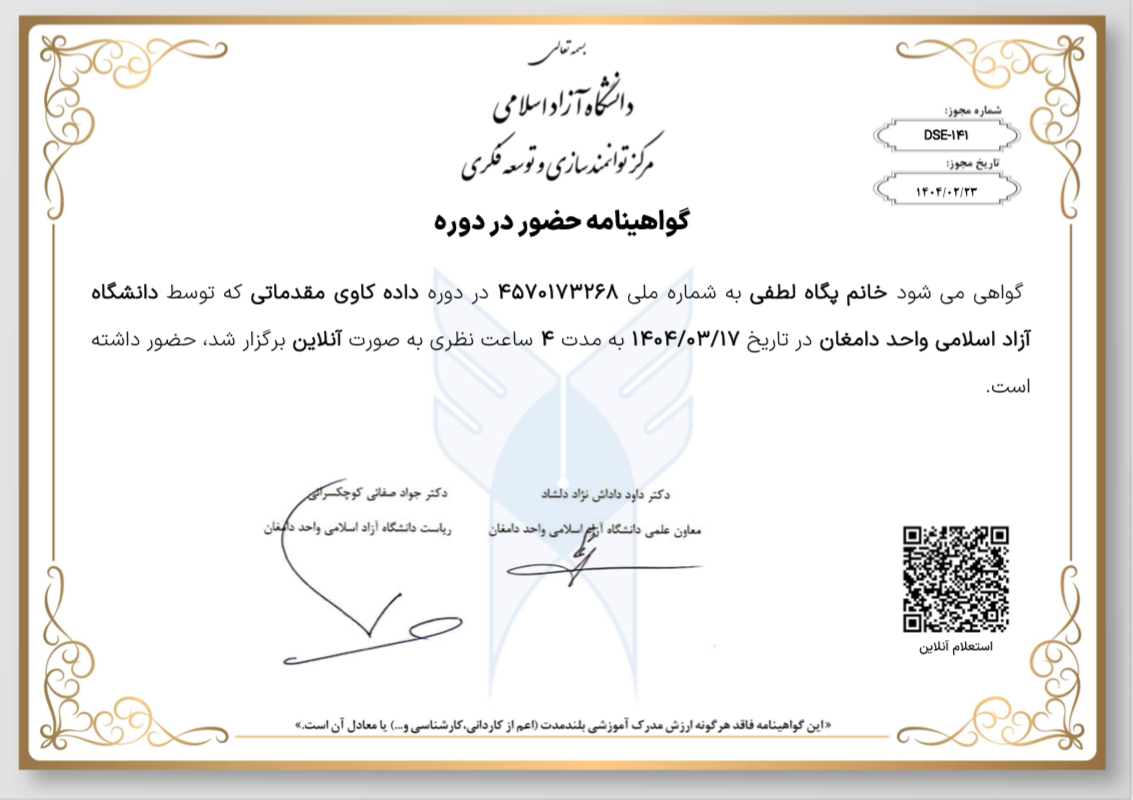 بسمه تعالی
دانشگاه آزاد اسلامی
مرکز توانمندسازی و توسعه فکری
شماره مجوز:
DSE-۱۴۱
تاریخ مجوز:
۱۴۰۴/۰۲/۲۳
گواهینامه حضور در دوره
گواهی می شود خانم پگاه لطفی به شماره ملی ۴۵۷۰۱۷۳۲۶۸ در دوره داده کاوی مقدماتی که توسط دانشگاه
آزاد اسلامی واحد دامغان در تاریخ ۱۴۰۴/۰۳/۱۷ به مدت ۴ ساعت نظری به صورت آنلاین برگزار شد، حضور داشته
است.
دکتر داود داداش نژاد دلشاد
معاون علمی دانشگاه آزاد اسلامی واحد دامغان
دکتر جواد صفائی کوچکسرائی
ریاست دانشگاه آزاد اسلامی واحد دامغان
استعلام آنلاین
«این گواهینامه فاقد هرگونه ارزش مدرک آموزشی بلندمدت (اعم از کاردانی،کارشناسی و...) یا معادل آن است.»